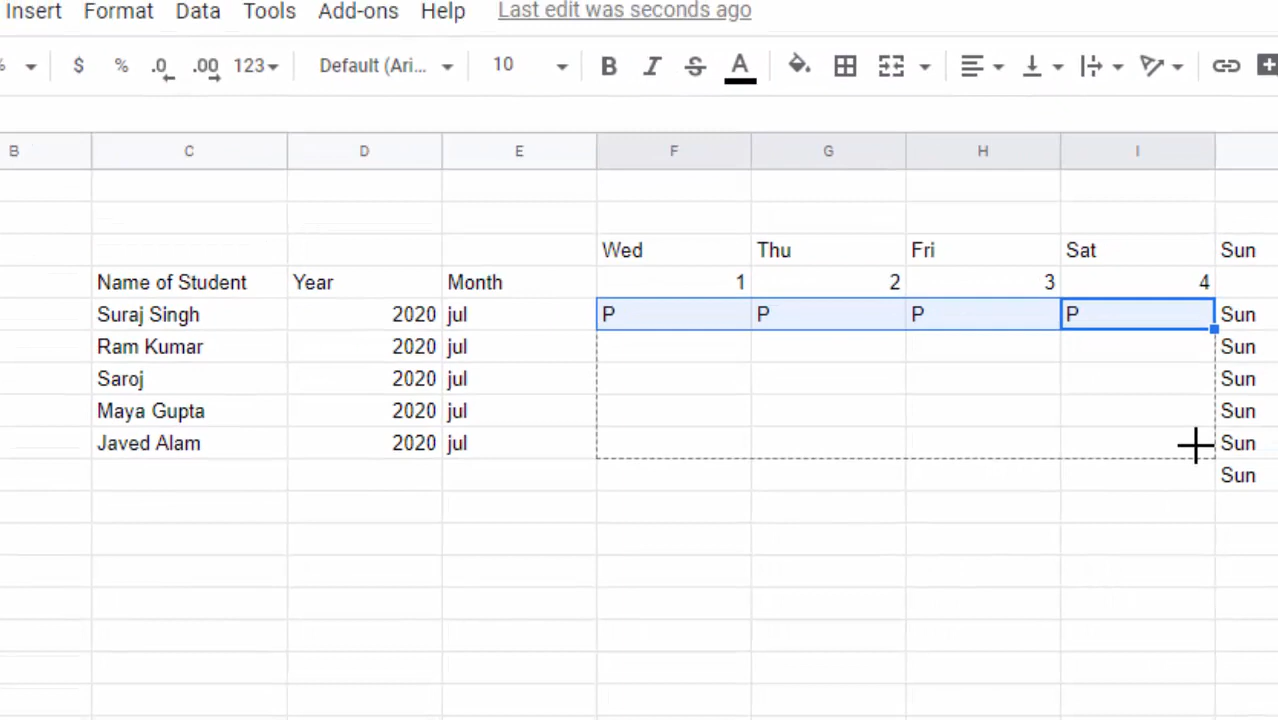 Insert Format Data Tools Add-ons Help Last edit was seconds ago
% $ % .0 .00 123 Default (Ari... 10 B I S A
B C D E F G H I
Wed Thu Fri Sat Sun
Name of Student Year Month 1 2 3 4
Suraj Singh 2020 jul P P P P Sun
Ram Kumar 2020 jul Sun
Saroj 2020 jul Sun
Maya Gupta 2020 jul Sun
Javed Alam 2020 jul Sun
Sun